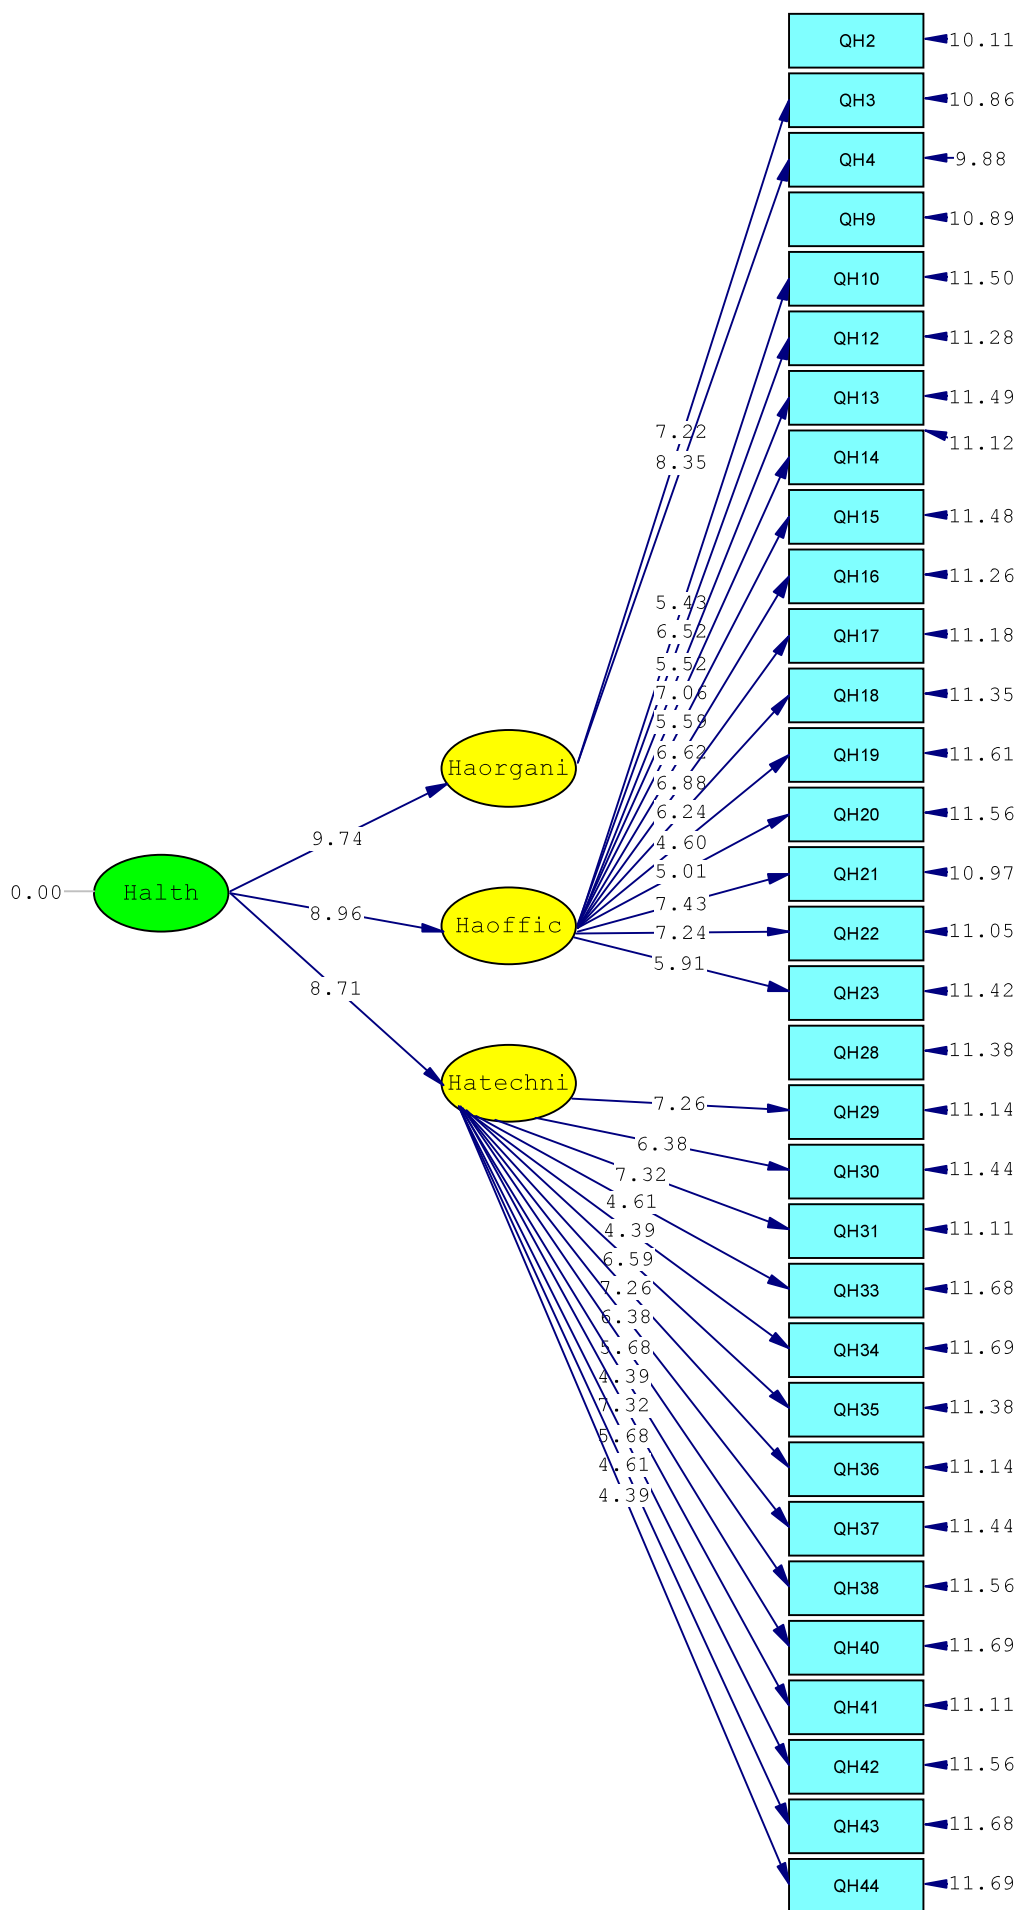 QH2
10.11
QH3
10.86
QH4
9.88
QH9
10.89
QH10
11.50
QH12
11.28
QH13
11.49
7.22
11.12
QH14
8.35
QH15
11.48
QH16
11.26
5.43
6.52
QH17
11.18
5.52
7.06
QH18
11.35
5.59
6.62
QH19
11.61
Haorgani
6.88
6.24
QH20
11.56
9.74
4.60
5.01
QH21
10.97
0.00
Halth
7.43
8.96
Haoffic
7.24
QH22
11.05
5.91
8.71
QH23
11.42
QH28
11.38
Hatechni
7.26
QH29
11.14
6.38
QH30
11.44
7.32
4.61
QH31
11.11
4.39
6.59
QH33
11.68
7.26
6.38
QH34
11.69
5.68
4.39
QH35
11.38
7.32
5.68
QH36
11.14
4.61
4.39
QH37
11.44
QH38
11.56
QH40
11.69
QH41
11.11
QH42
11.56
QH43
11.68
QH44
11.69